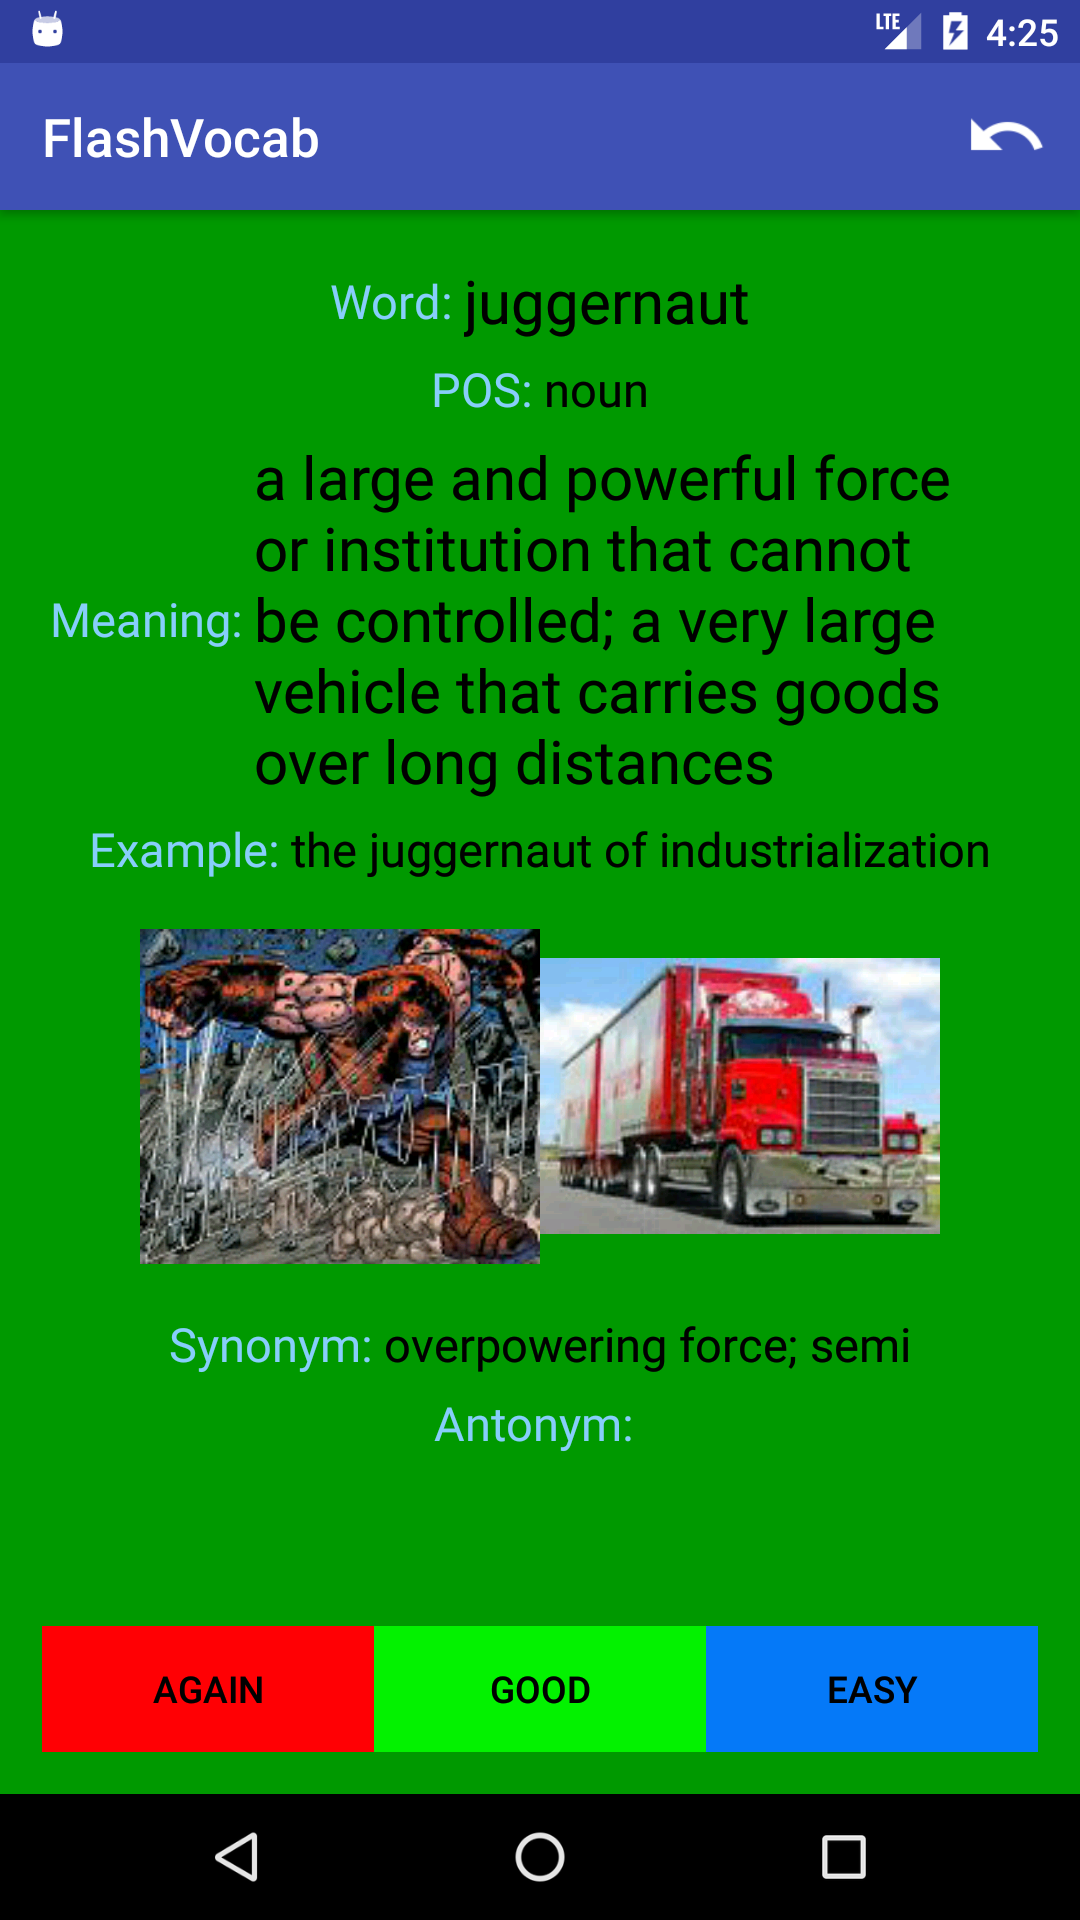 LTE 4:25
FlashVocab
Word: juggernaut
POS: noun
a large and powerful force
or institution that cannot
Meaning: be controlled; a very large
vehicle that carries goods
over long distances
Example: the juggernaut of industrialization
Synonym: overpowering force; semi
Antonym:
AGAIN GOOD EASY